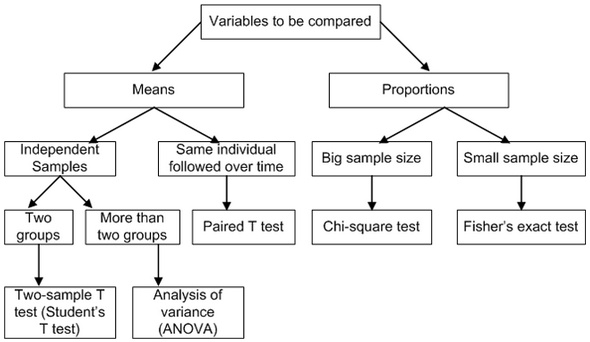 Variables to be compared
Means
Proportions
Independent
Samples
Same individual
followed over time
Big sample size
Small sample size
Two
groups
More than
two groups
Paired T test
Chi-square test
Fisher's exact test
Two-sample T
test (Student's
T test)
Analysis of
variance
(ANOVA)